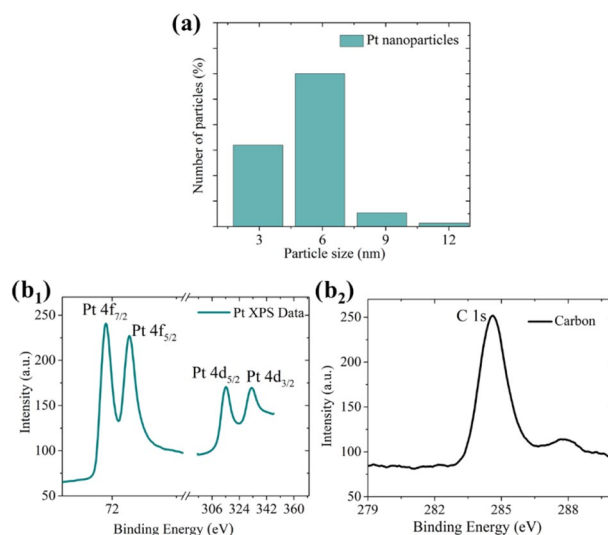 (a)
Pt nanoparticles
Number of particles (%)
3 6 9 12
Particle size (nm)
(b1)
Pt 4f7/2
Pt 4f5/2
Pt XPS Data
Pt 4d5/2
Pt 4d3/2
Intensity (a.u.)
250
200
150
100
50
72 306 324 342 360
Binding Energy (eV)
(b2)
C 1s
Carbon
Intensity (a.u.)
250
200
150
100
50
279 282 285 288
Binding Energy (eV)